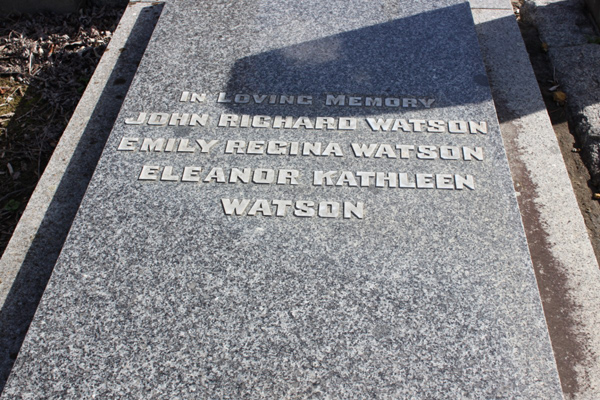 In Loving Memory
JOHN RICHARD WATSON
EMILY REGINA WATSON
ELEANOR KATHLEEN
WATSON